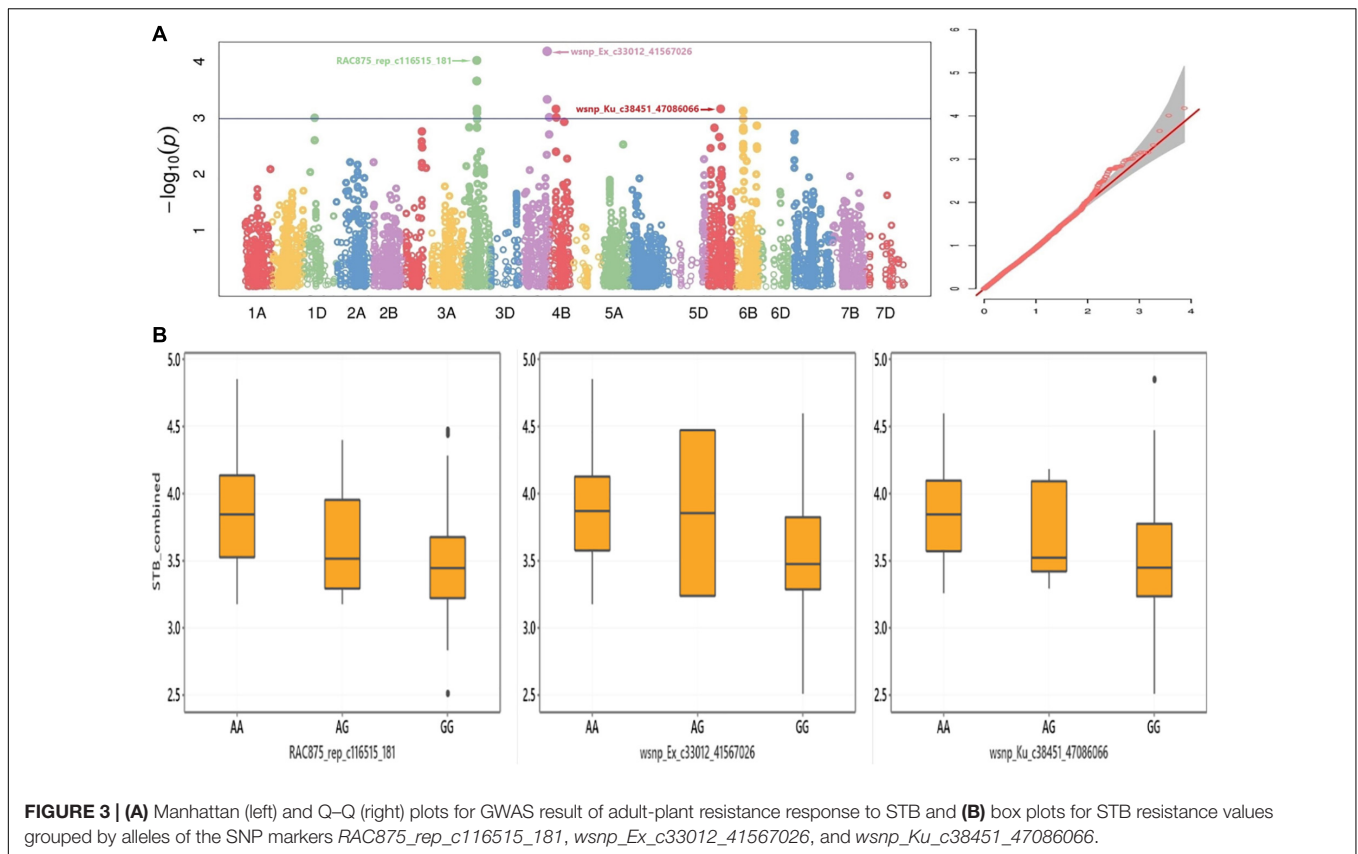 A
RAC875_rep_c116515_181
wsnp_Ex_c33012_41567026
wsnp_Ku_c38451_47086066
−log10(p)
4
3
2
1
1A 1D 2A 2B 3A 3D 4B 5A 5D 6B 6D 7B 7D
6
5
4
3
2
1
0
0 1 2 3 4
B
STB_combined
5.0
4.5
4.0
3.5
3.0
2.5
AA AG GG
RAC875_rep_c116515_181
5.0
4.5
4.0
3.5
3.0
2.5
AA AG GG
wsnp_Ex_c33012_41567026
5.0
4.5
4.0
3.5
3.0
2.5
AA AG GG
wsnp_Ku_c38451_47086066
FIGURE 3 | (A) Manhattan (left) and Q–Q (right) plots for GWAS result of adult-plant resistance response to STB and (B) box plots for STB resistance values
grouped by alleles of the SNP markers RAC875_rep_c116515_181, wsnp_Ex_c33012_41567026, and wsnp_Ku_c38451_47086066.